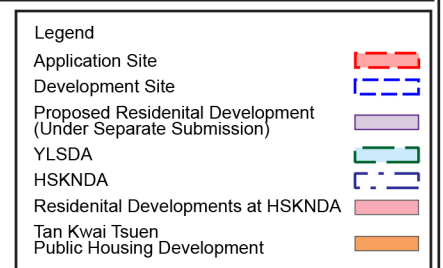 Legend
Application Site
Development Site
Proposed Residenital Development
(Under Separate Submission)
YLSDA
HSKNDA
Residenital Developments at HSKNDA
Tan Kwai Tsuen
Public Housing Development